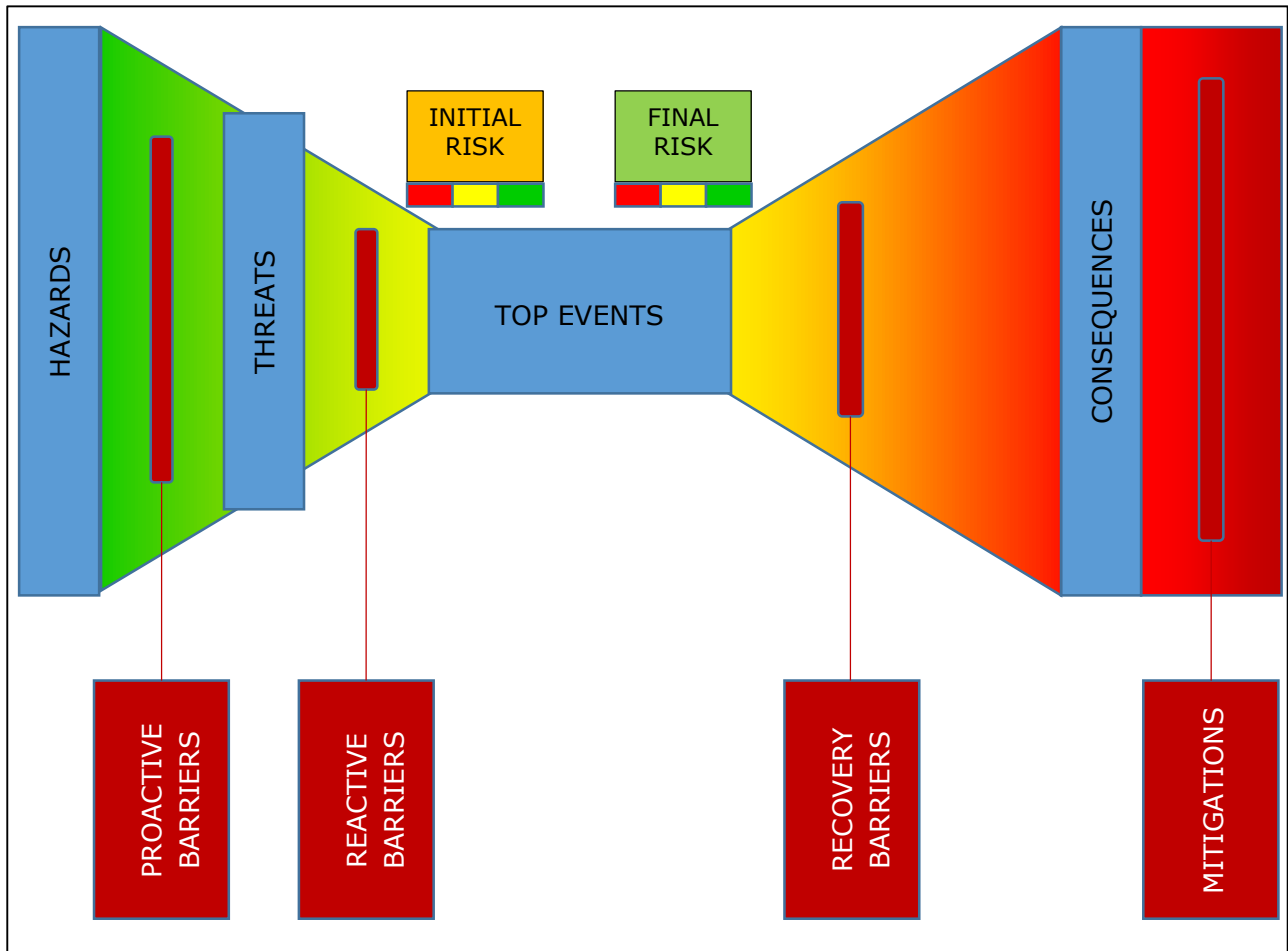 HAZARDS
THREATS
INITIAL
RISK
FINAL
RISK
TOP EVENTS
CONSEQUENCES
PROACTIVE
BARRIERS
REACTIVE
BARRIERS
RECOVERY
BARRIERS
MITIGATIONS